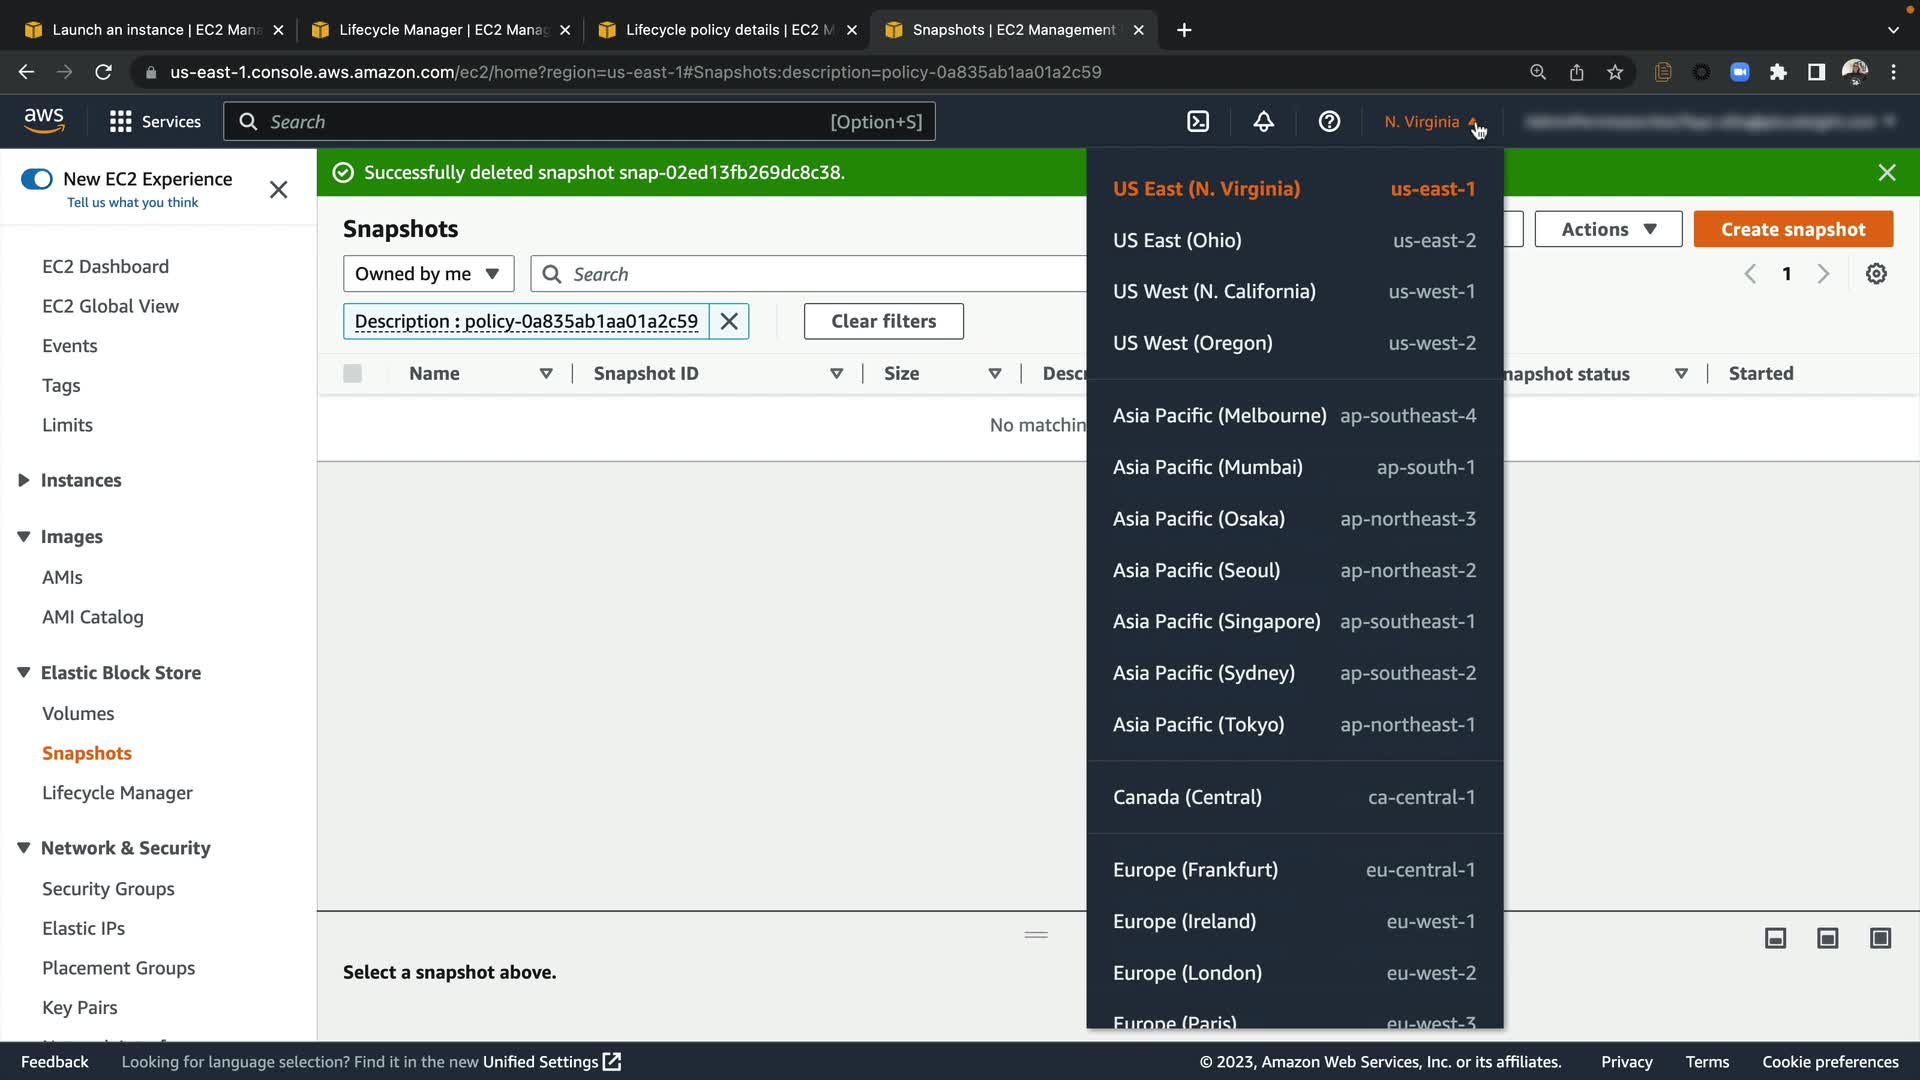 Launch an instance | EC2 Mana
Lifecycle Manager | EC2 Manag
Lifecycle policy details | EC2 M
Snapshots | EC2 Management
us-east-1.console.aws.amazon.com/ec2/home?region=us-east-1#Snapshots:description=policy-0a835ab1aa01a2c59
aws
Services
Search
[Option+S]
N. Virginia
New EC2 Experience
Tell us what you think
EC2 Dashboard
EC2 Global View
Events
Tags
Limits
Instances
Images
AMIs
AMI Catalog
Elastic Block Store
Volumes
Snapshots
Lifecycle Manager
Network & Security
Security Groups
Elastic IPs
Placement Groups
Key Pairs
Successfully deleted snapshot snap-02ed13fb269dc8c38.
Snapshots
Actions
Create snapshot
Owned by me
Search
1
Description : policy-0a835ab1aa01a2c59
Clear filters
Name
Snapshot ID
Size
Descr
napshot status
Started
No matchin
Select a snapshot above.
US East (N. Virginia) us-east-1
US East (Ohio) us-east-2
US West (N. California) us-west-1
US West (Oregon) us-west-2
Asia Pacific (Melbourne) ap-southeast-4
Asia Pacific (Mumbai) ap-south-1
Asia Pacific (Osaka) ap-northeast-3
Asia Pacific (Seoul) ap-northeast-2
Asia Pacific (Singapore) ap-southeast-1
Asia Pacific (Sydney) ap-southeast-2
Asia Pacific (Tokyo) ap-northeast-1
Canada (Central) ca-central-1
Europe (Frankfurt) eu-central-1
Europe (Ireland) eu-west-1
Europe (London) eu-west-2
Europe (Paris) eu-west-3
Feedback
Looking for language selection? Find it in the new Unified Settings
© 2023, Amazon Web Services, Inc. or its affiliates.
Privacy
Terms
Cookie preferences